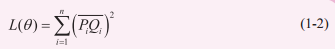 L(θ) = ∑_{i=1}^{n} (\overline{P_i Q_i})^2 (1-2)